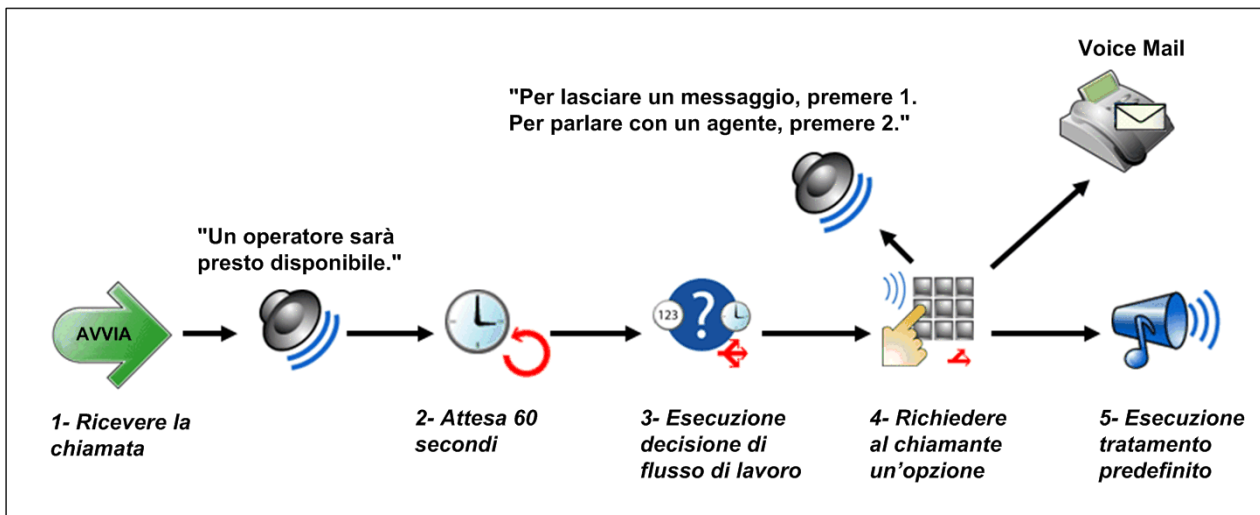 Voice Mail
"Per lasciare un messaggio, premere 1.
Per parlare con un agente, premere 2."
"Un operatore sarà
presto disponibile."
AVVIA
123
1- Ricevere la
chiamata
2- Attesa 60
secondi
3- Esecuzione
decisione di
flusso di lavoro
4- Richiedere
al chiamante
un'opzione
5- Esecuzione
tratamento
predefinito